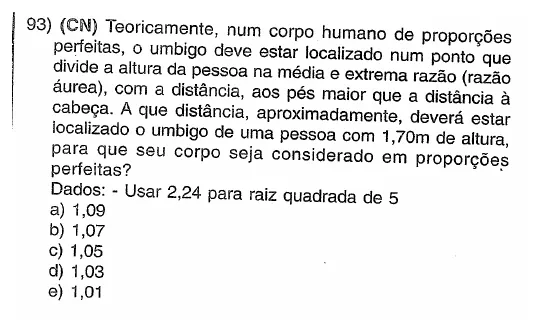 93) (CN) Teoricamente, num corpo humano de proporções
perfeitas, o umbigo deve estar localizado num ponto que
divide a altura da pessoa na média e extrema razão (razão
áurea), com a distância, aos pés maior que a distância à
cabeça. A que distância, aproximadamente, deverá estar
localizado o umbigo de uma pessoa com 1,70m de altura,
para que seu corpo seja considerado em proporções
perfeitas?
Dados: - Usar 2,24 para raiz quadrada de 5
a) 1,09
b) 1,07
c) 1,05
d) 1,03
e) 1,01